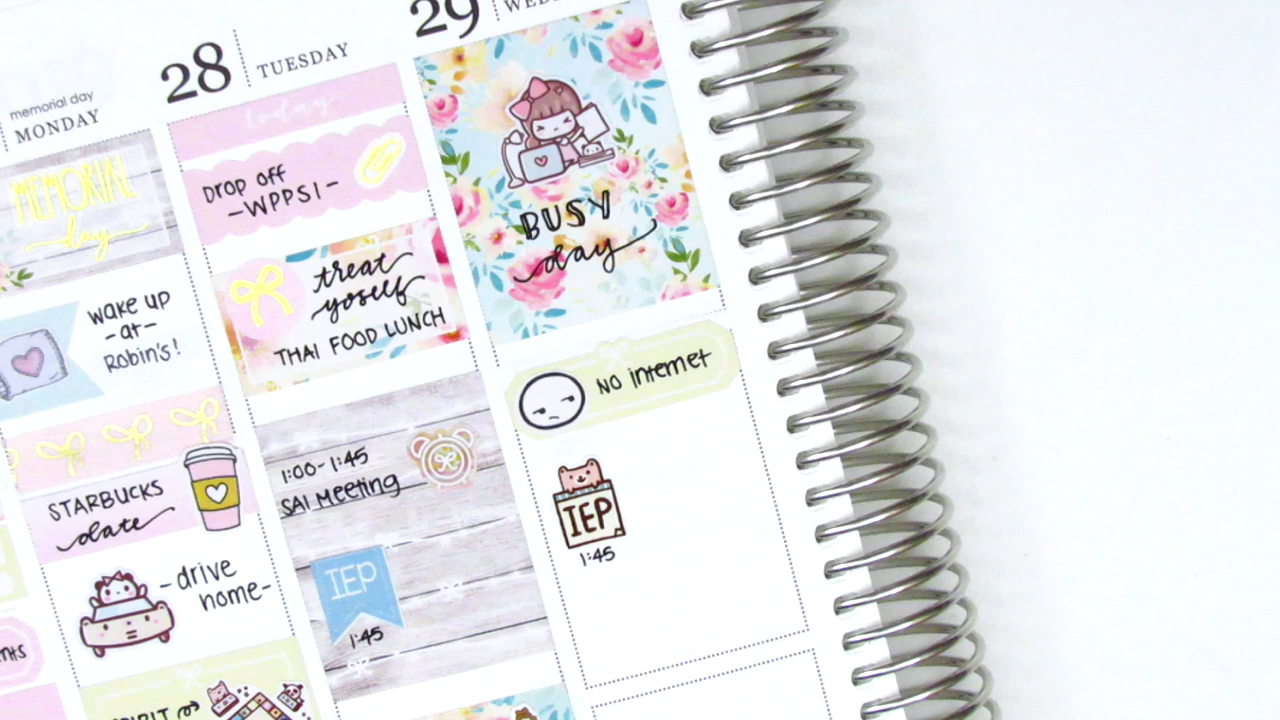 memorial day
MONDAY
MEMORIAL
day
wake up
-at-
Robin's!
STARBUCKS
date
-drive
home-
28
TUESDAY
today
Drop off
-WPPSI-
treat
yoself
THAI FOOD LUNCH
1:00-1:45
SAI Meeting
IEP
1:45
29
BUSY
day
NO internet
IEP
1:45